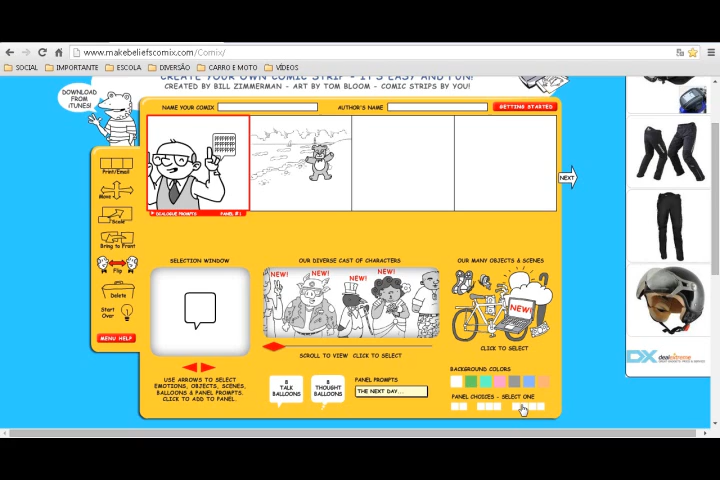 www.makebeliefscomix.com/Comix/
SOCIAL IMPORTANTE ESCOLA DIVERSÃO CARRO E MOTO VÍDEOS
CREATE YOUR OWN COMIC STRIP - IT'S EASY AND FUN!
CREATED BY BILL ZIMMERMAN - ART BY TOM BLOOM - COMIC STRIPS BY YOU!
DOWNLOAD
FROM
iTUNES!
NAME YOUR COMIX AUTHOR'S NAME GETTING STARTED
Print/Email
Move
Scale
Bring to Front
Flip
Delete
Start
Over
MENU HELP
DIALOGUE PROMPTS PANEL #1
NEXT
SELECTION WINDOW
USE ARROWS TO SELECT
EMOTIONS, OBJECTS, SCENES,
BALLOONS & PANEL PROMPTS.
CLICK TO ADD TO PANEL.
OUR DIVERSE CAST OF CHARACTERS
NEW! NEW! NEW! NEW!
SCROLL TO VIEW CLICK TO SELECT
8
TALK
BALLOONS
8
THOUGHT
BALLOONS
PANEL PROMPTS
THE NEXT DAY...
OUR MANY OBJECTS & SCENES
NEW!
CLICK TO SELECT
BACKGROUND COLORS
PANEL CHOICES - SELECT ONE
DX dealextreme